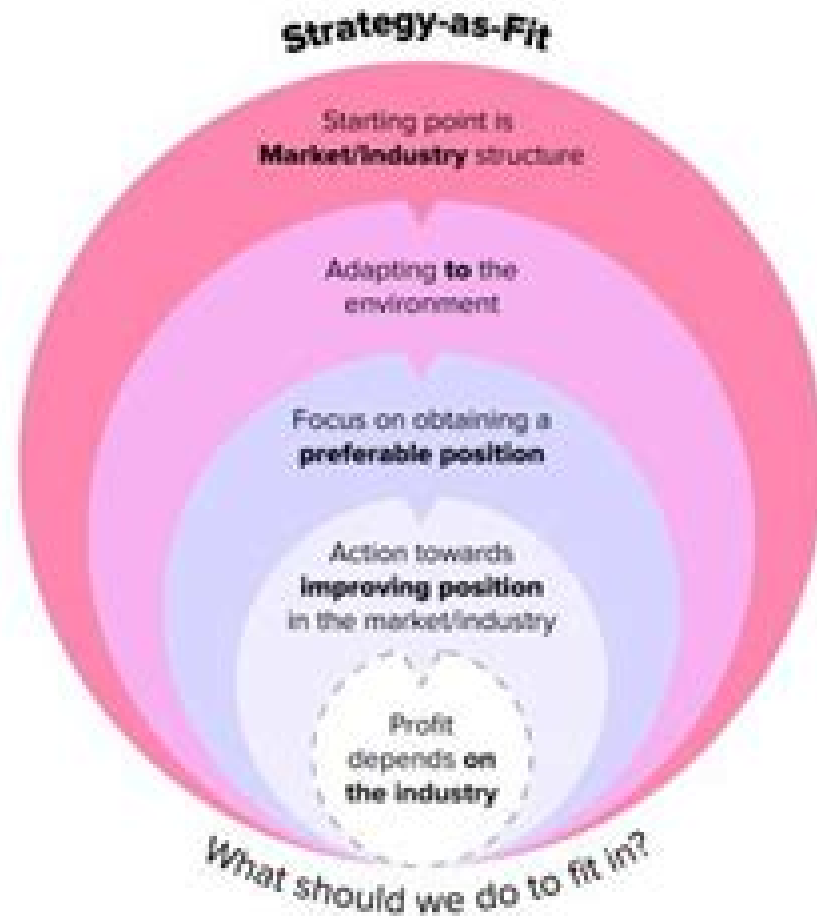 Strategy-as-Fit
Starting point is
Market/Industry structure
Adapting to the
environment
Focus on obtaining a
preferable position
Action towards
improving position
in the market/industry
Profit
depends on
the industry
What should we do to fit in?